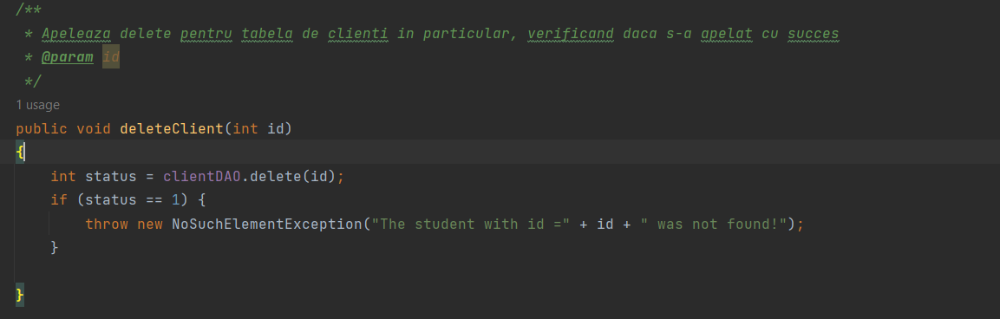 /**
 * Apeleaza delete pentru tabela de clienti in particular, verificand daca s-a apelat cu succes
 * @param id
 */
1 usage
public void deleteClient(int id)
{
    int status = clientDAO.delete(id);
    if (status == 1) {
        throw new NoSuchElementException("The student with id =" + id + " was not found!");
    }
}